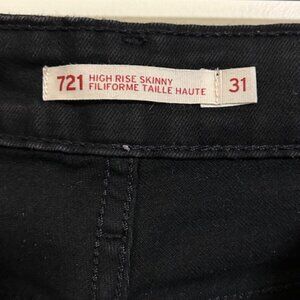 721 HIGH RISE SKINNY
FILIFORME TAILLE HAUTE
31